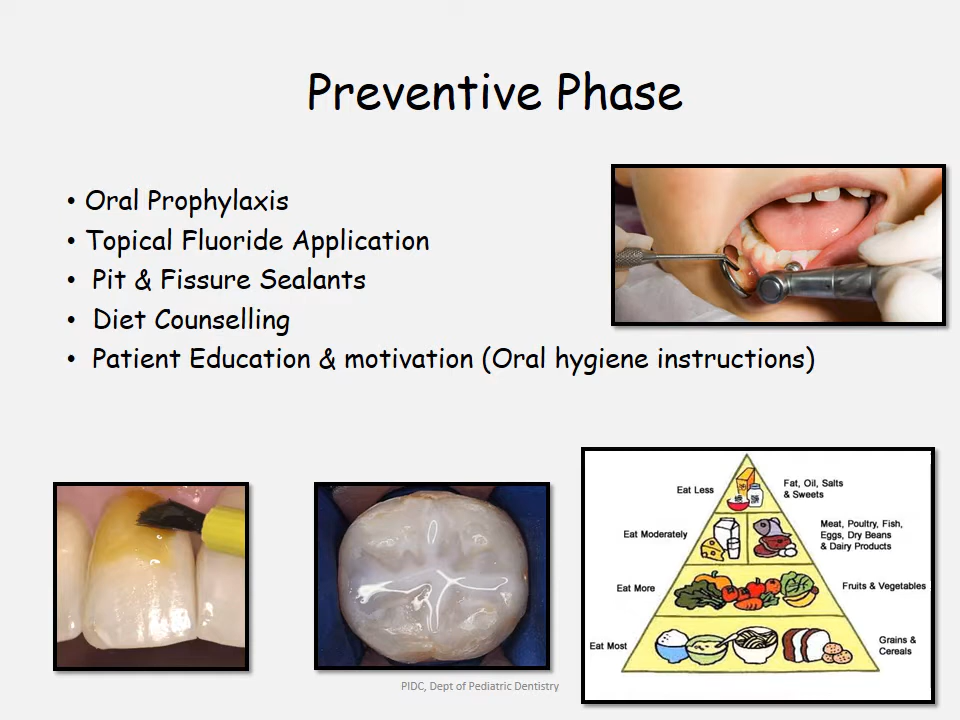 Preventive Phase
• Oral Prophylaxis
• Topical Fluoride Application
• Pit & Fissure Sealants
• Diet Counselling
• Patient Education & motivation (Oral hygiene instructions)
Eat Less
Fat, Oil, Salts
& Sweets
Eat Moderately
Meat, Poultry, Fish,
Eggs, Dry Beans
& Dairy Products
Eat More
Fruits & Vegetables
Eat Most
Grains &
Cereals
PIDC, Dept of Pediatric Dentistry